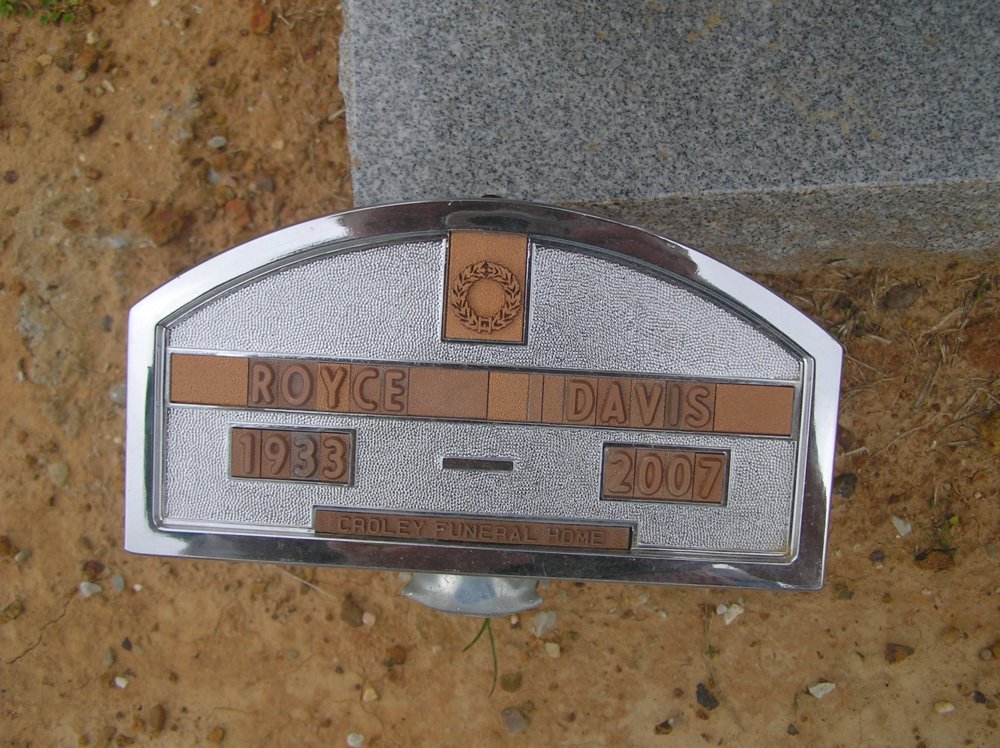 ROYCE DAVIS
1933 - 2007
CROLEY FUNERAL HOME